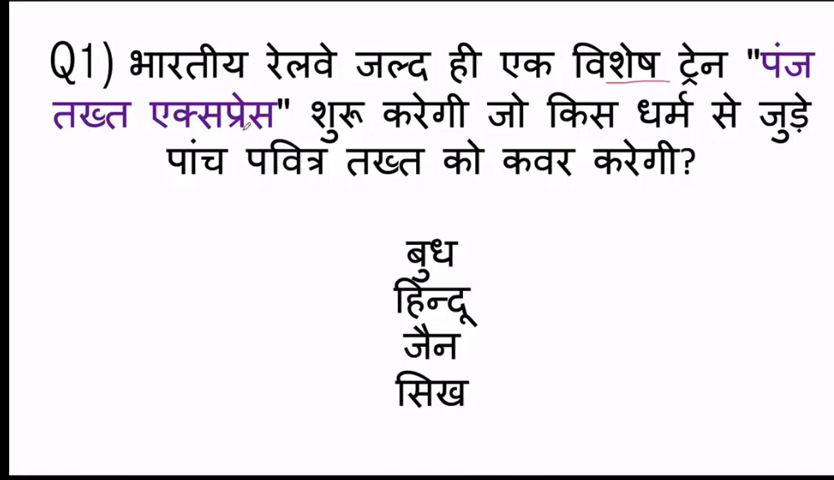 Q1) भारतीय रेलवे जल्द ही एक विशेष ट्रेन "पंज
तख्त एक्सप्रेस" शुरू करेगी जो किस धर्म से जुड़े
पांच पवित्र तख्त को कवर करेगी?
बुध
हिन्दू
जैन
सिख